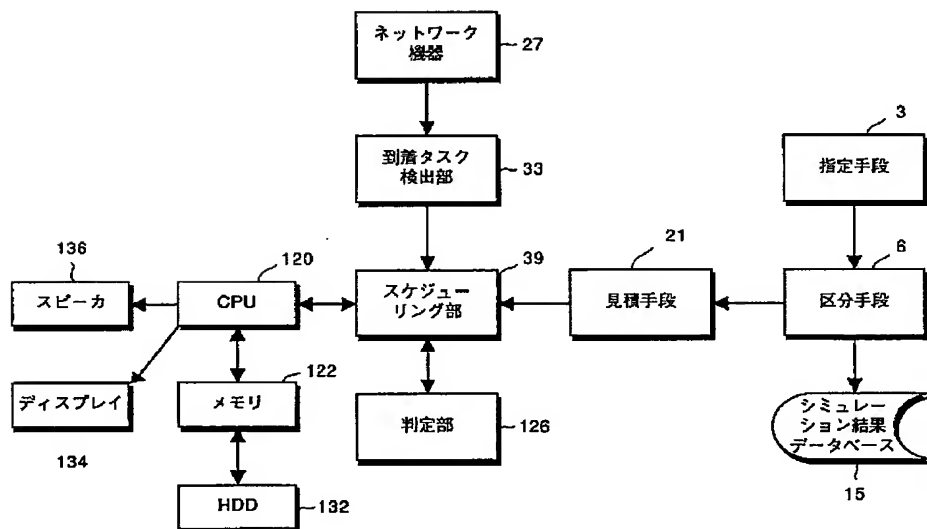 ネットワーク
機器
27
到着タスク
検出部
33
3
指定手段
136
スピーカ
120
CPU
39
スケジュー
リング部
21
見積手段
6
区分手段
ディスプレイ
134
122
メモリ
判定部
126
シミュレー
ション結果
データベース
15
HDD
132